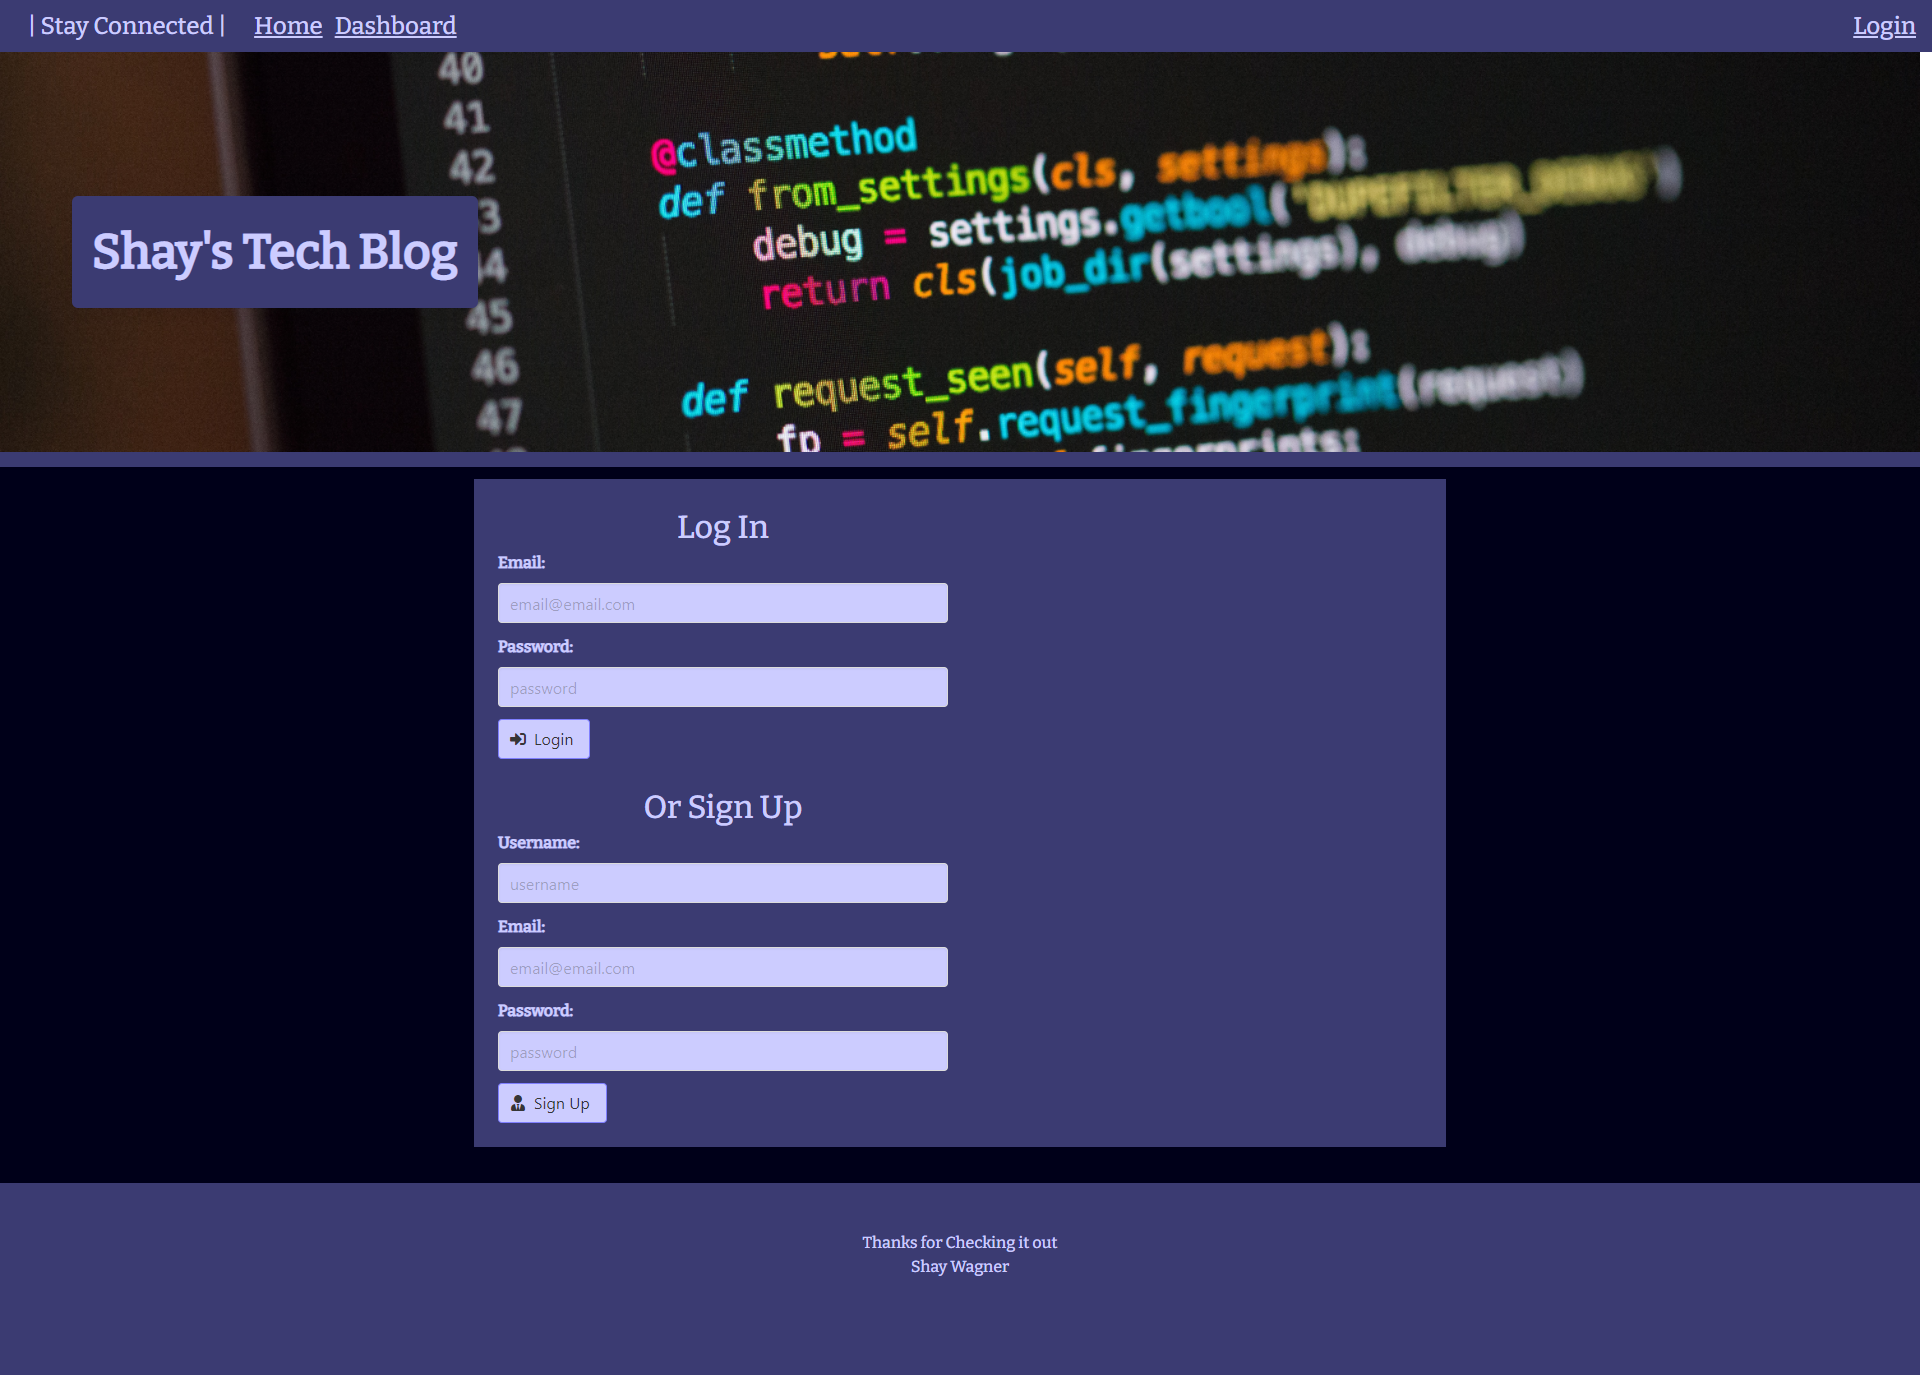 | Stay Connected | Home Dashboard Login
40
41
42
45
46
47
@classmethod
def from_settings(cls, settings):
debug = settings.getbool('DUPEFILTER_DEBUG')
return cls(job_dir(settings), debug)
def request_seen(self, request):
fp = self.request_fingerprint(request)
Shay's Tech Blog
Log In
Email:
email@email.com
Password:
password
Login
Or Sign Up
Username:
username
Email:
email@email.com
Password:
password
Sign Up
Thanks for Checking it out
Shay Wagner